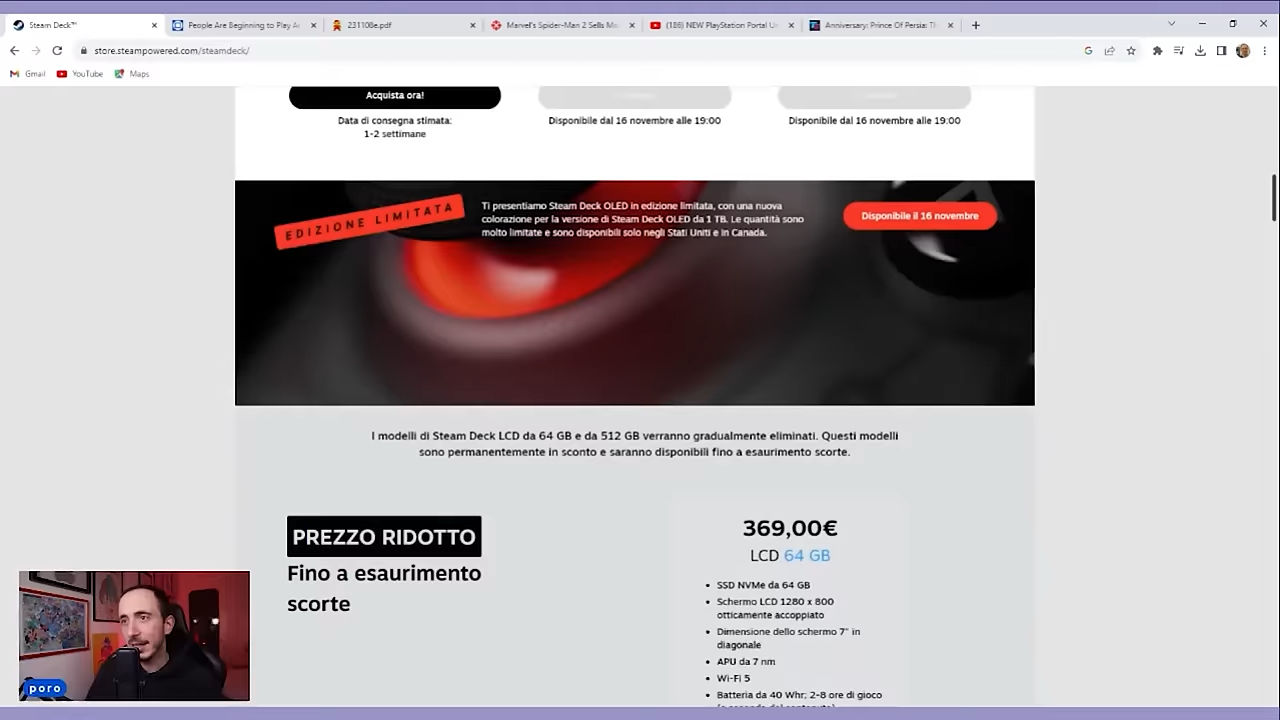 Steam Deck™
People Are Beginning to Play Ag
231108e.pdf
Marvel's Spider-Man 2 Sells Mo
(186) NEW PlayStation Portal Un
Anniversary: Prince Of Persia: Th
store.steampowered.com/steamdeck/
Gmail
YouTube
Maps
Acquista ora!
Data di consegna stimata:
1-2 settimane
Disponibile dal 16 novembre alle 19:00
Disponibile dal 16 novembre alle 19:00
EDIZIONE LIMITATA
Ti presentiamo Steam Deck OLED in edizione limitata, con una nuova
colorazione per la versione di Steam Deck OLED da 1 TB. Le quantità sono
molto limitate e sono disponibili solo negli Stati Uniti e in Canada.
Disponibile il 16 novembre
I modelli di Steam Deck LCD da 64 GB e da 512 GB verranno gradualmente eliminati. Questi modelli
sono permanentemente in sconto e saranno disponibili fino a esaurimento scorte.
PREZZO RIDOTTO
Fino a esaurimento
scorte
369,00€
LCD 64 GB
• SSD NVMe da 64 GB
• Schermo LCD 1280 x 800
otticamente accoppiato
• Dimensione dello schermo 7" in
diagonale
• APU da 7 nm
• Wi-Fi 5
• Batteria da 40 Whr; 2-8 ore di gioco
poro